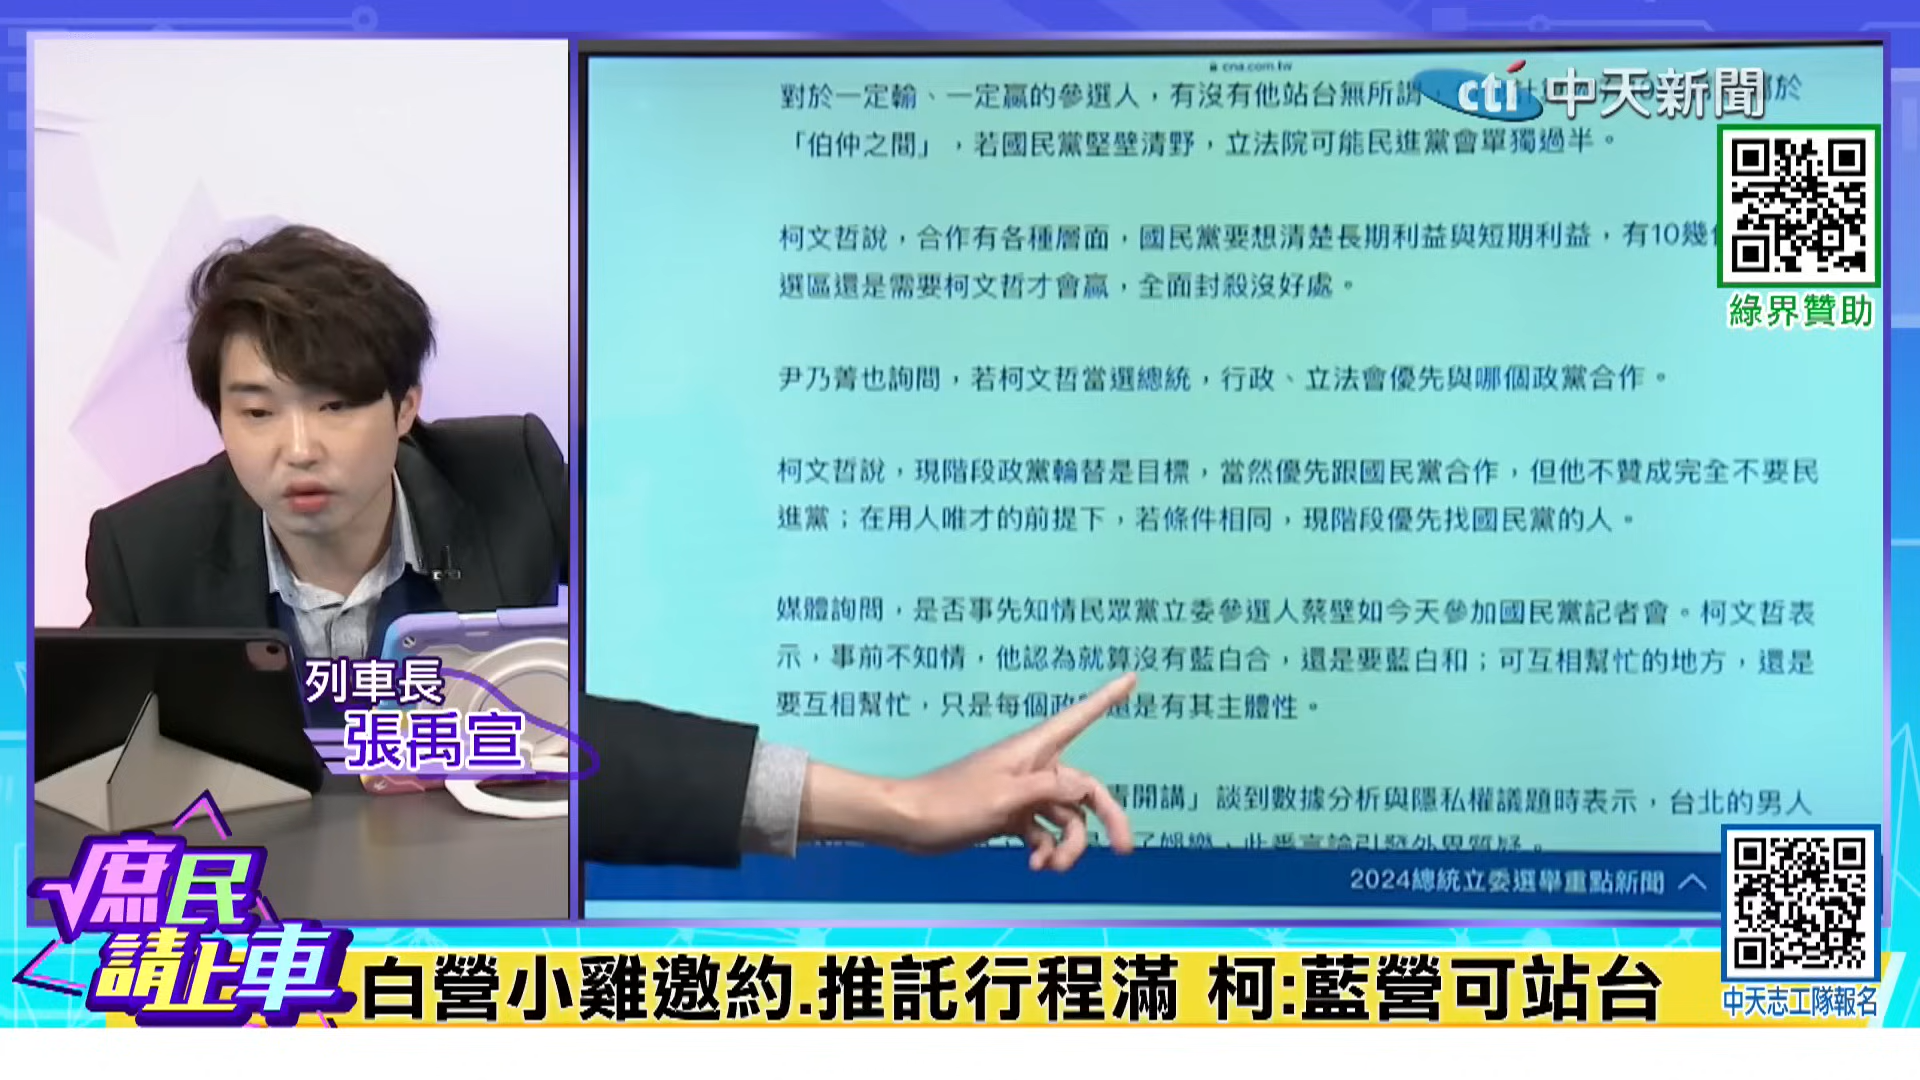 cna.com.tw
對於一定輸、一定贏的參選人，有沒有他站台無所謂，
「伯仲之間」，若國民黨堅壁清野，立法院可能民進黨會單獨過半。
柯文哲說，合作有各種層面，國民黨要想清楚長期利益與短期利益，有10幾
選區還是需要柯文哲才會贏，全面封殺沒好處。
尹乃菁也詢問，若柯文哲當選總統，行政、立法會優先與哪個政黨合作。
柯文哲說，現階段政黨輪替是目標，當然優先跟國民黨合作，但他不贊成完全不要民
進黨；在用人唯才的前提下，若條件相同，現階段優先找國民黨的人。
媒體詢問，是否事先知情民眾黨立委參選人蔡壁如今天參加國民黨記者會。柯文哲表
示，事前不知情，他認為就算沒有藍白合，還是要藍白和；可互相幫忙的地方，還是
要互相幫忙，只是每個政 還是有其主體性。
青開講」談到數據分析與隱私權議題時表示，台北的男人
了娛樂，此番言論引發外界質疑。
2024總統立委選舉重點新聞
cti 中天新聞
綠界贊助
列車長
張禹宣
庶民
請上車
白營小雞邀約.推託行程滿 柯:藍營可站台
中天志工隊報名